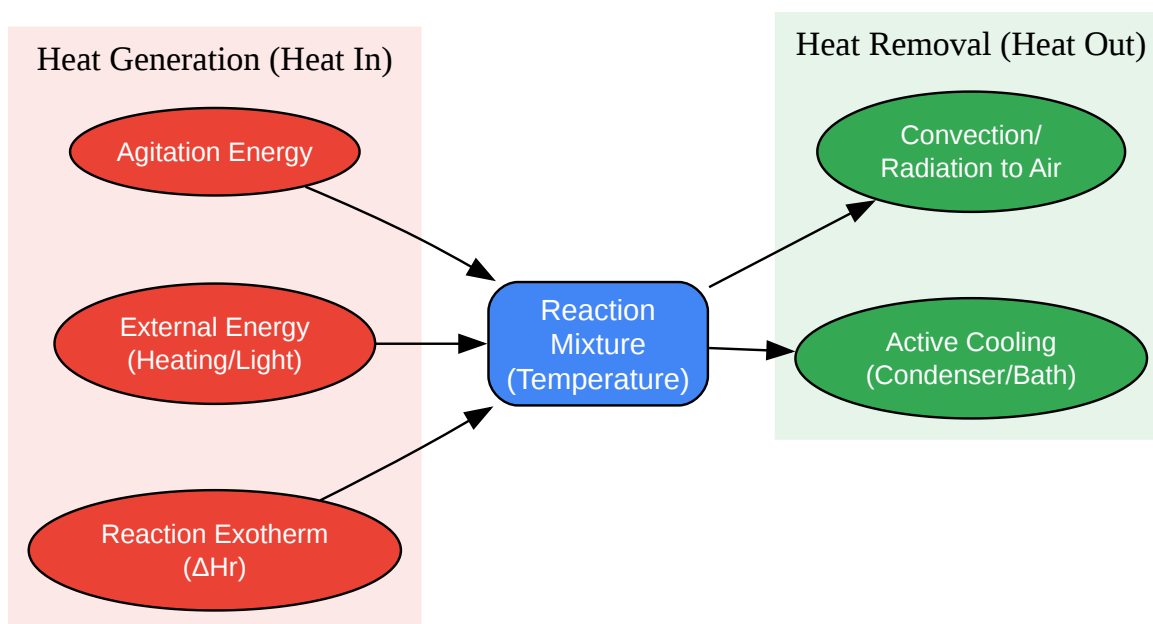 Heat Generation (Heat In)
Agitation Energy
External Energy
(Heating/Light)
Reaction Exotherm
(ΔHr)
Reaction
Mixture
(Temperature)
Heat Removal (Heat Out)
Convection/
Radiation to Air
Active Cooling
(Condenser/Bath)